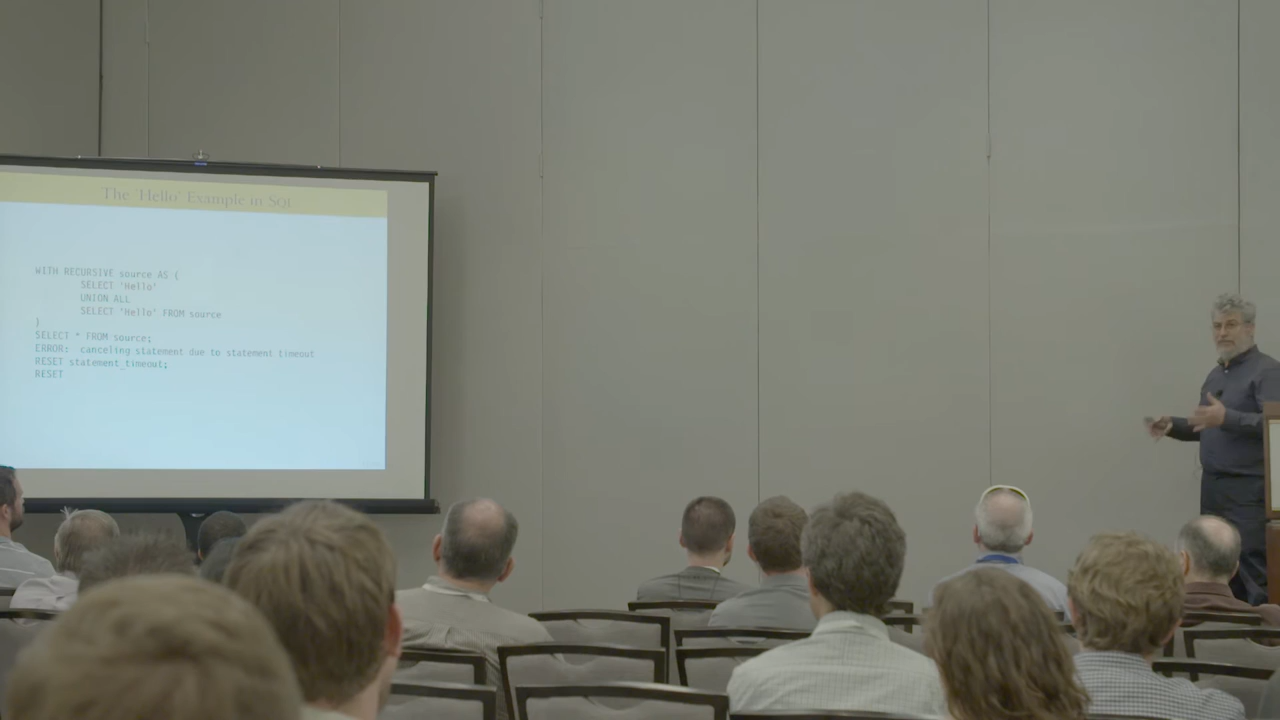 The 'Hello' Example in SQL
WITH RECURSIVE source AS (
SELECT 'Hello'
UNION ALL
SELECT 'Hello' FROM source
)
SELECT * FROM source;
ERROR: canceling statement due to statement timeout
RESET statement_timeout;
RESET